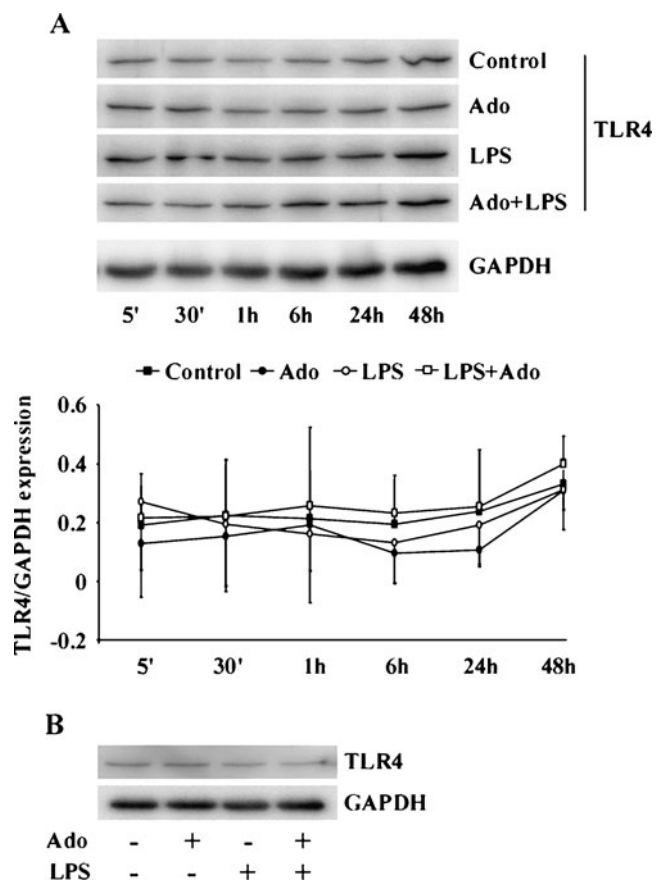 A
Control
Ado
TLR4
LPS
Ado+LPS
GAPDH
5' 30' 1h 6h 24h 48h
Control Ado LPS LPS+Ado
TLR4/GAPDH expression
0.6
0.4
0.2
0
-0.2
5' 30' 1h 6h 24h 48h
B
TLR4
GAPDH
Ado - + - +
LPS - - + +